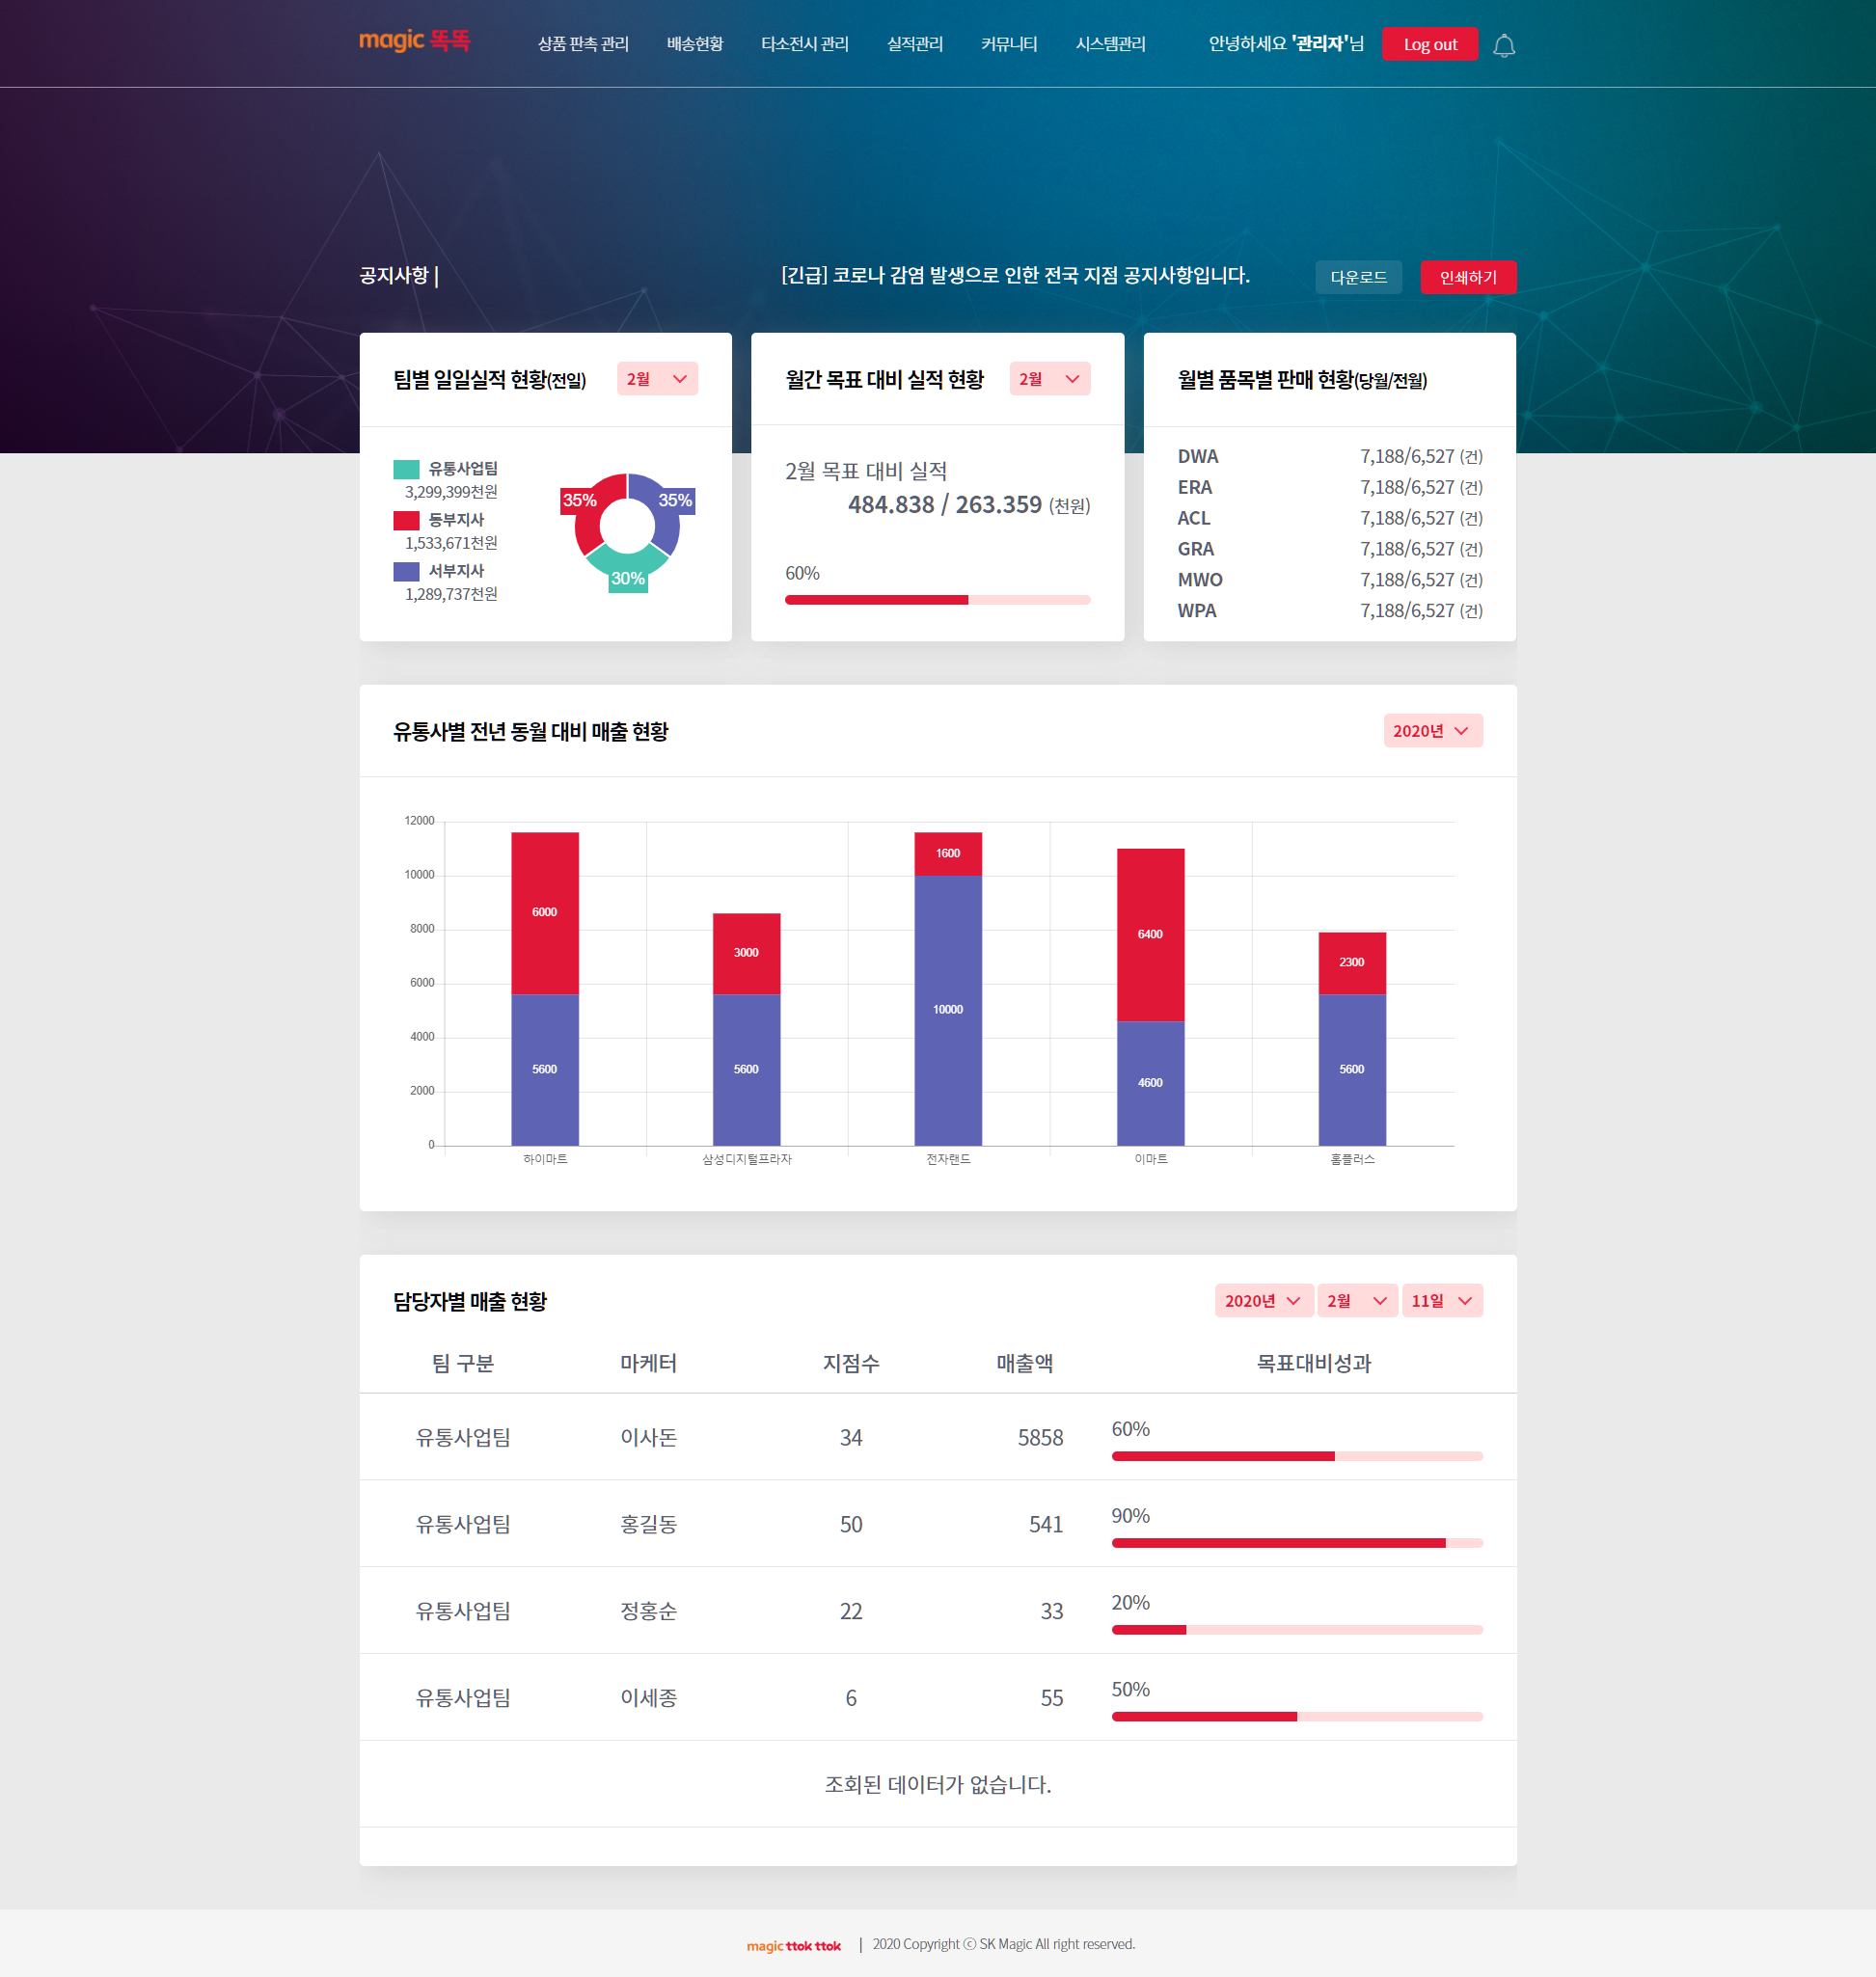 magic 똑똑
상품 판촉 관리
배송현황
타소전시 관리
실적관리
커뮤니티
시스템관리
안녕하세요 '관리자'님
Log out
공지사항 |
[긴급] 코로나 감염 발생으로 인한 전국 지점 공지사항입니다.
다운로드
인쇄하기
팀별 일일실적 현황(전일)
2월
유통사업팀
3,299,399천원
동부지사
1,533,671천원
서부지사
1,289,737천원
35%
35%
30%
월간 목표 대비 실적 현황
2월
2월 목표 대비 실적
484.838 / 263.359 (천원)
60%
월별 품목별 판매 현황(당월/전월)
DWA 7,188/6,527 (건)
ERA 7,188/6,527 (건)
ACL 7,188/6,527 (건)
GRA 7,188/6,527 (건)
MWO 7,188/6,527 (건)
WPA 7,188/6,527 (건)
유통사별 전년 동월 대비 매출 현황
2020년
12000
10000
8000
6000
4000
2000
0
6000
5600
3000
5600
1600
10000
6400
4600
2300
5600
하이마트
삼성디지털프라자
전자랜드
이마트
홈플러스
담당자별 매출 현황
2020년
2월
11일
팀 구분 마케터 지점수 매출액 목표대비성과
유통사업팀 이사돈 34 5858 60%
유통사업팀 홍길동 50 541 90%
유통사업팀 정홍순 22 33 20%
유통사업팀 이세종 6 55 50%
조회된 데이터가 없습니다.
magic ttok ttok | 2020 Copyright ⓒ SK Magic All right reserved.